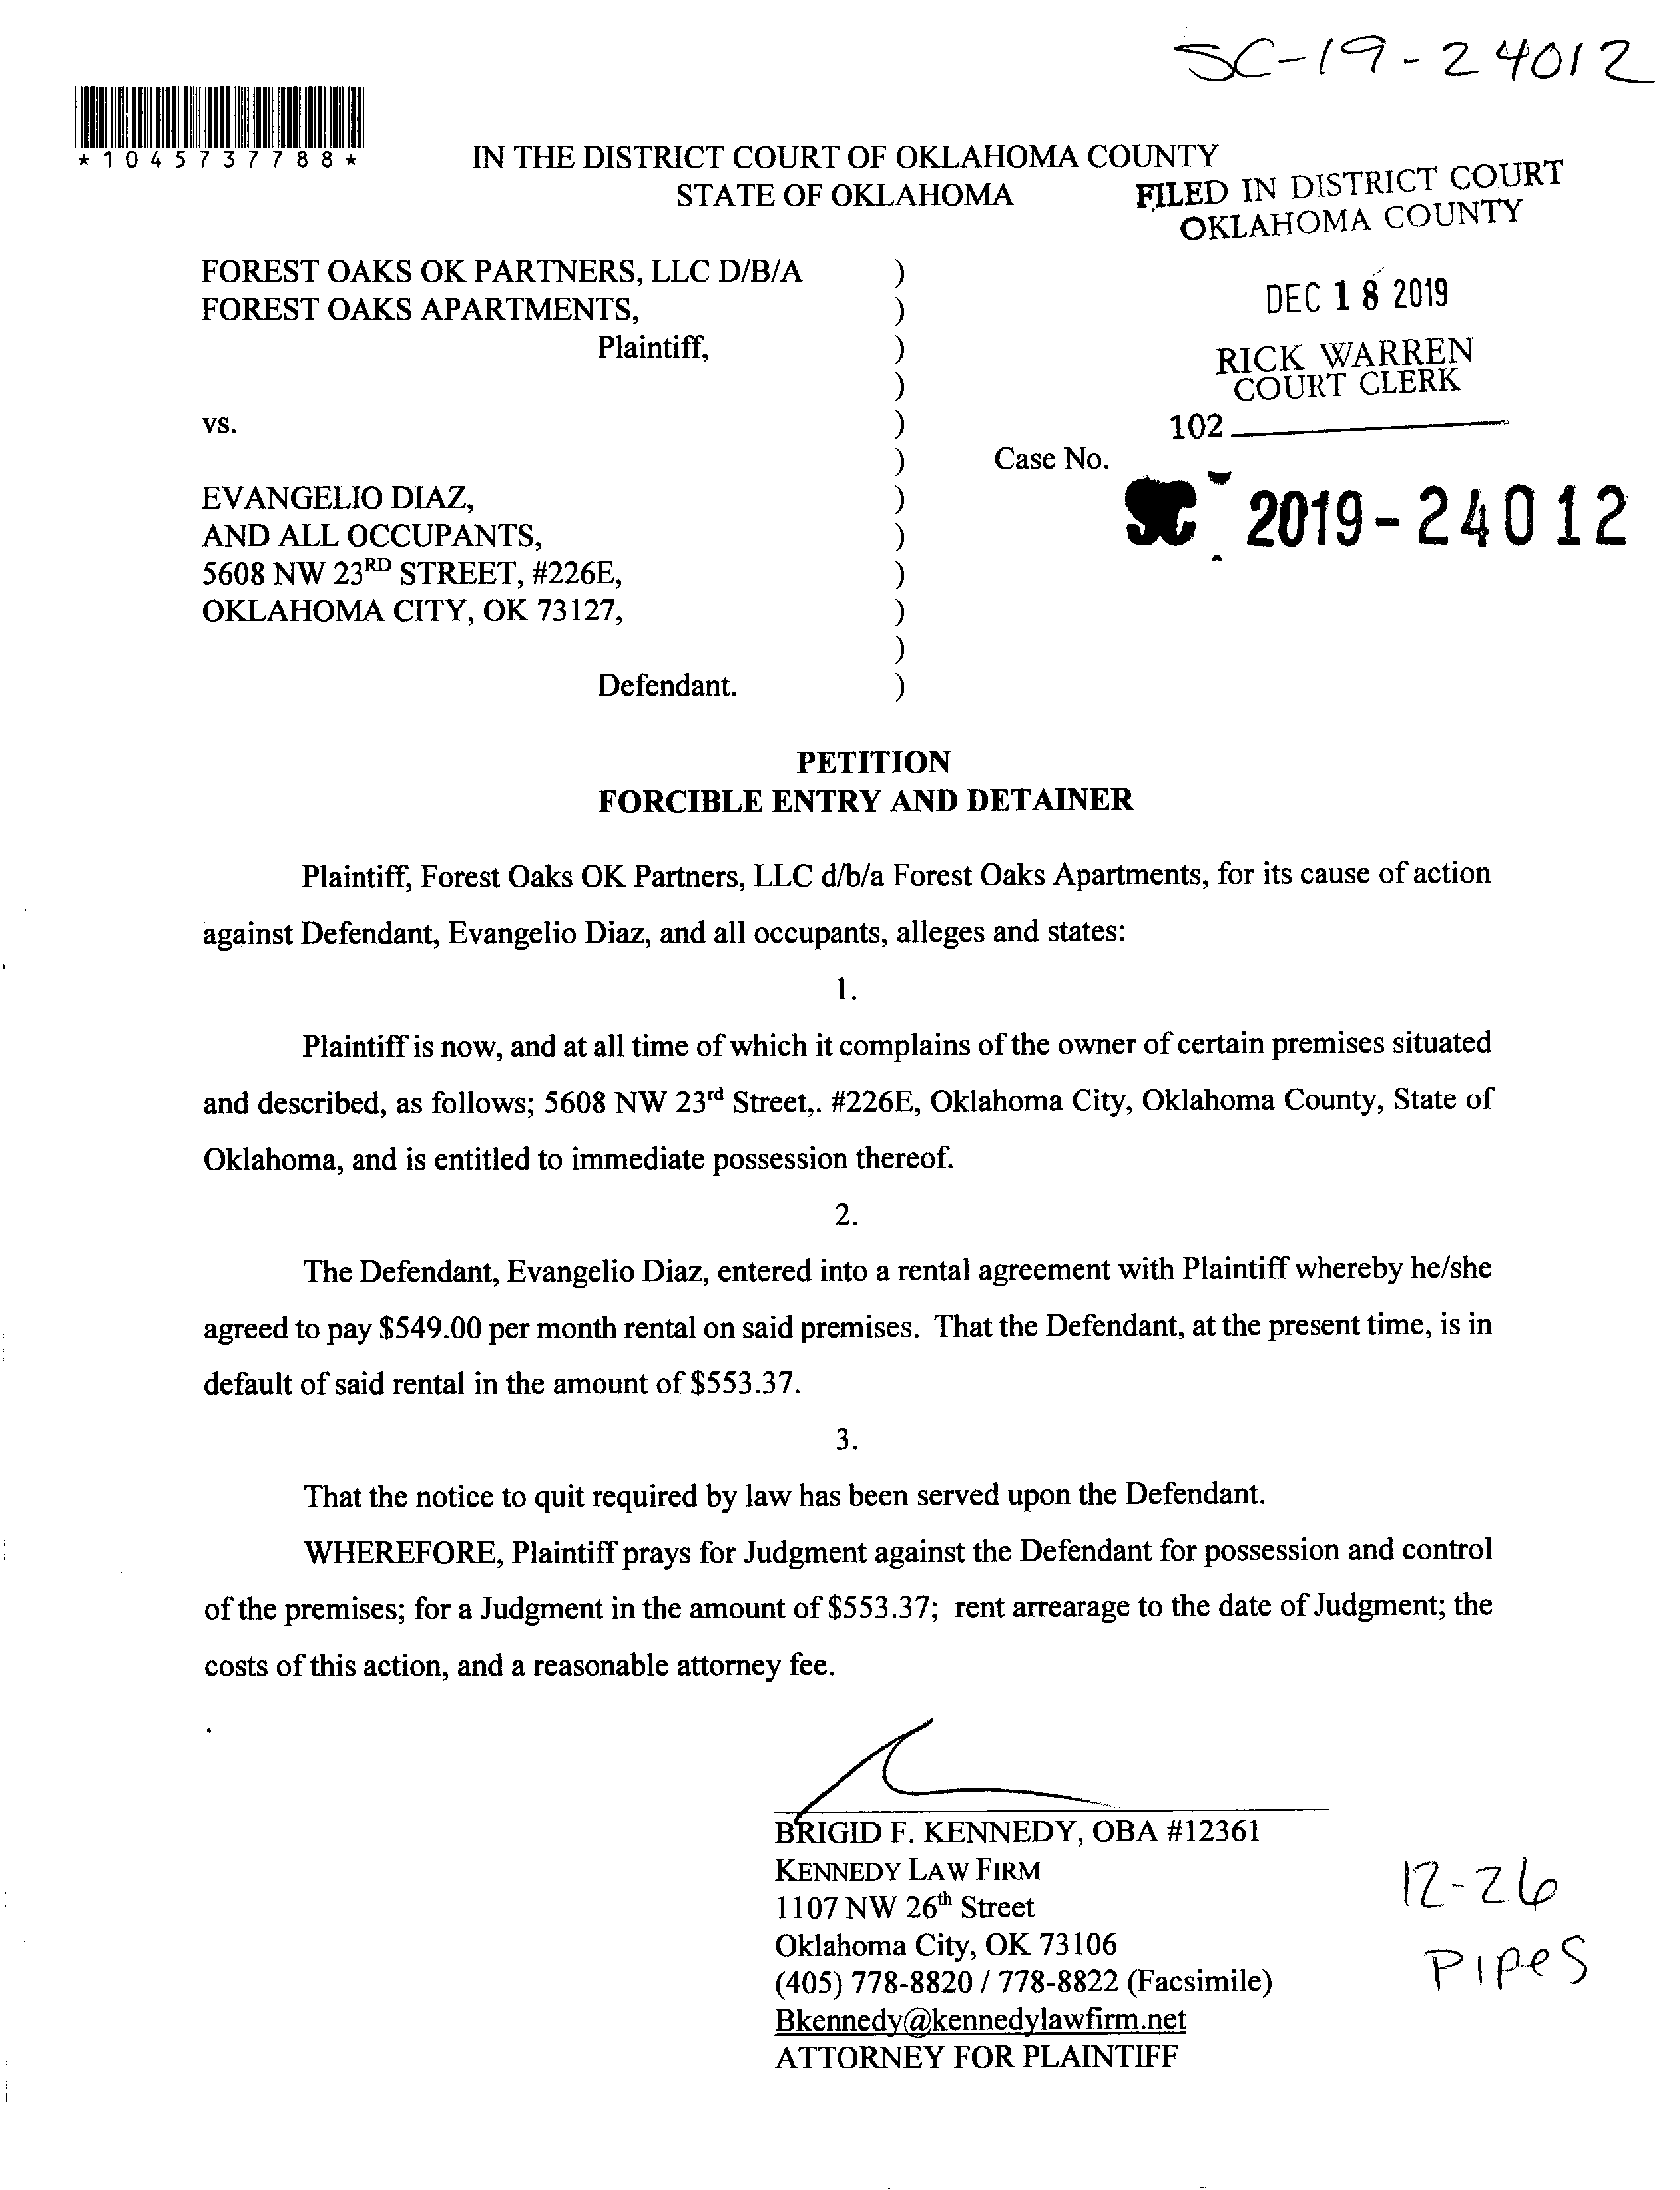 SC-19-24012
*1045737788*
IN THE DISTRICT COURT OF OKLAHOMA COUNTY
STATE OF OKLAHOMA
FILED IN DISTRICT COURT
OKLAHOMA COUNTY
FOREST OAKS OK PARTNERS, LLC D/B/A )
FOREST OAKS APARTMENTS, )
DEC 18 2019
Plaintiff, )
RICK WARREN
COURT CLERK
)
vs. )
102
) Case No.
SC-2019-24012
EVANGELIO DIAZ, )
AND ALL OCCUPANTS, )
5608 NW 23RD STREET, #226E, )
OKLAHOMA CITY, OK 73127, )
)
Defendant. )
PETITION
FORCIBLE ENTRY AND DETAINER
Plaintiff, Forest Oaks OK Partners, LLC d/b/a Forest Oaks Apartments, for its cause of action
against Defendant, Evangelio Diaz, and all occupants, alleges and states:
1.
Plaintiff is now, and at all time of which it complains of the owner of certain premises situated
and described, as follows; 5608 NW 23rd Street,. #226E, Oklahoma City, Oklahoma County, State of
Oklahoma, and is entitled to immediate possession thereof.
2.
The Defendant, Evangelio Diaz, entered into a rental agreement with Plaintiff whereby he/she
agreed to pay $549.00 per month rental on said premises. That the Defendant, at the present time, is in
default of said rental in the amount of $553.37.
3.
That the notice to quit required by law has been served upon the Defendant.
WHEREFORE, Plaintiff prays for Judgment against the Defendant for possession and control
of the premises; for a Judgment in the amount of $553.37; rent arrearage to the date of Judgment; the
costs of this action, and a reasonable attorney fee.
BRIGID F. KENNEDY, OBA #12361
KENNEDY LAW FIRM
1107 NW 26th Street
Oklahoma City, OK 73106
(405) 778-8820 / 778-8822 (Facsimile)
Bkennedy@kennedylawfirm.net
ATTORNEY FOR PLAINTIFF
12-26
Pipes